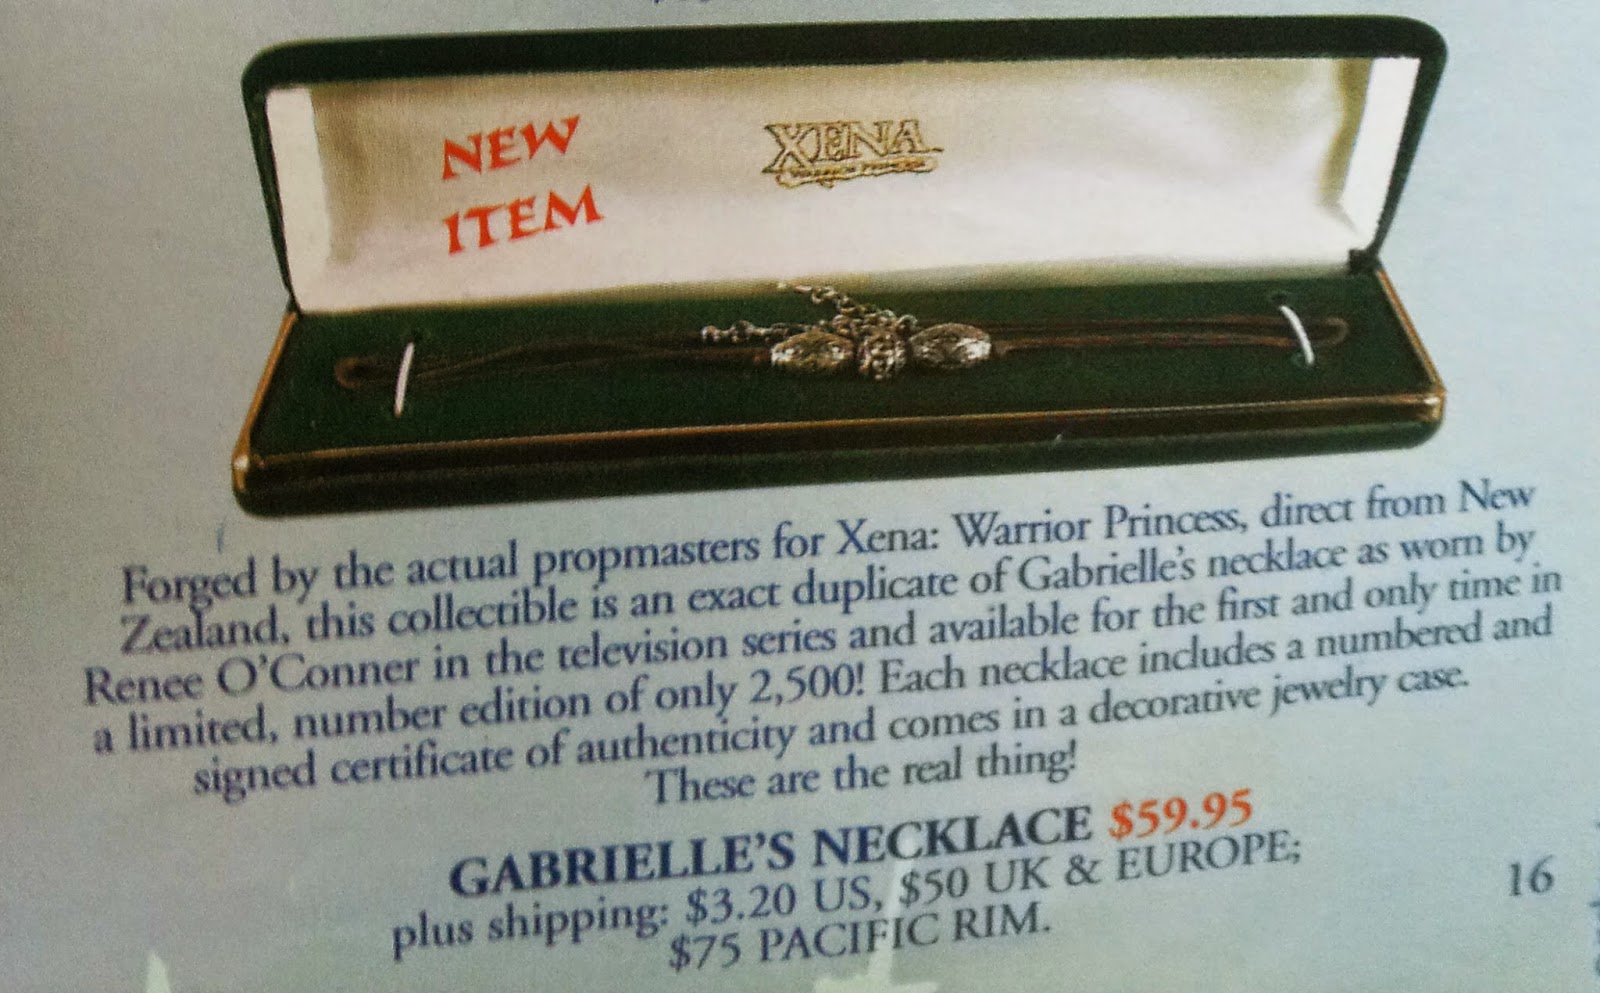 NEW
ITEM
XENA
WARRIOR PRINCESS
Forged by the actual propmasters for Xena: Warrior Princess, direct from New
Zealand, this collectible is an exact duplicate of Gabrielle's necklace as worn by
Renee O'Conner in the television series and available for the first and only time in
a limited, number edition of only 2,500! Each necklace includes a numbered and
signed certificate of authenticity and comes in a decorative jewelry case.
These are the real thing!
GABRIELLE'S NECKLACE $59.95
plus shipping: $3.20 US, $50 UK & EUROPE;
$75 PACIFIC RIM.
16